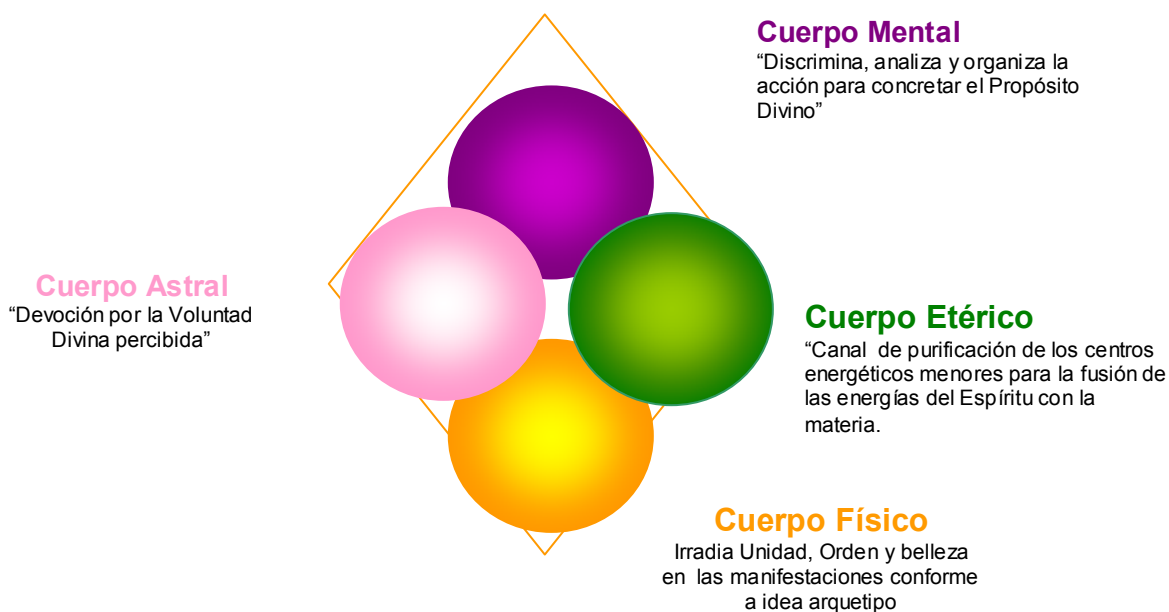 Cuerpo Mental
“Discrimina, analiza y organiza la
acción para concretar el Propósito
Divino”
Cuerpo Astral
“Devoción por la Voluntad
Divina percibida”
Cuerpo Etérico
“Canal de purificación de los centros
energéticos menores para la fusión de
las energías del Espíritu con la
materia.
Cuerpo Físico
Irradia Unidad, Orden y belleza
en las manifestaciones conforme
a idea arquetipo